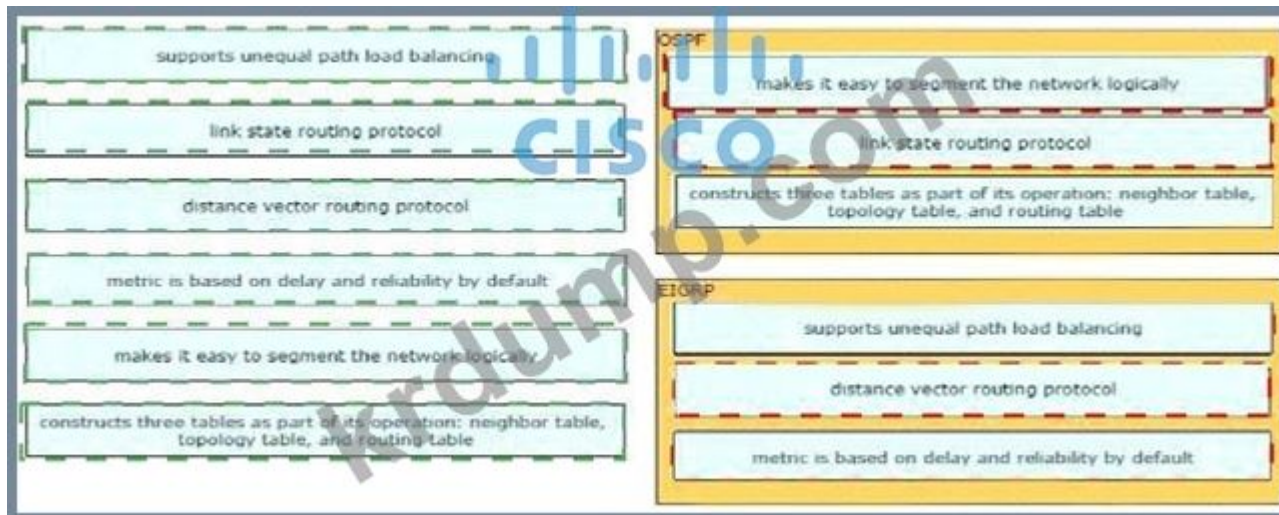 supports unequal path load balancing
link state routing protocol
distance vector routing protocol
metric is based on delay and reliability by default
makes it easy to segment the network logically
constructs three tables as part of its operation: neighbor table,
topology table, and routing table
OSPF
makes it easy to segment the network logically
link state routing protocol
constructs three tables as part of its operation: neighbor table,
topology table, and routing table
EIGRP
supports unequal path load balancing
distance vector routing protocol
metric is based on delay and reliability by default
CISCO
krdump.com